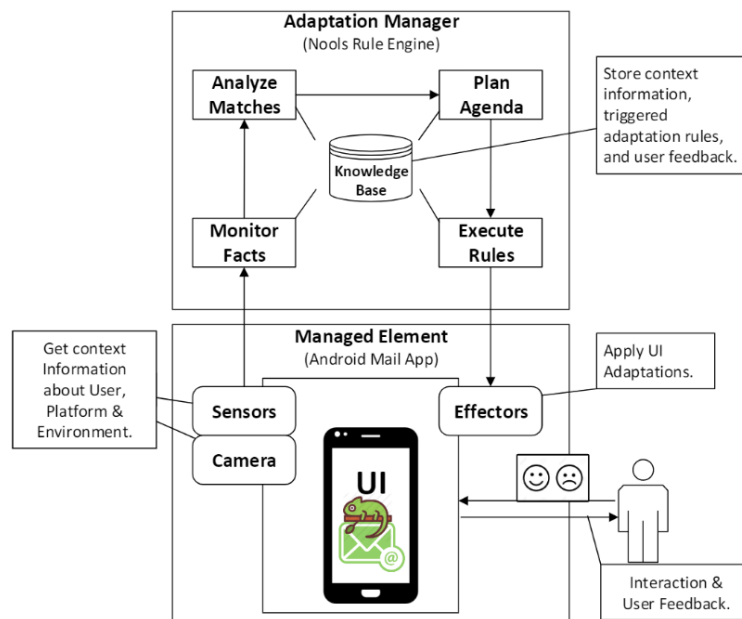 Adaptation Manager
(Nools Rule Engine)
Analyze
Matches
Plan
Agenda
Store context
information,
triggered
adaptation rules,
and user feedback.
Knowledge
Base
Monitor
Facts
Execute
Rules
Managed Element
(Android Mail App)
Get context
Information
about User,
Platform &
Environment.
Sensors
Camera
Effectors
Apply UI
Adaptations.
UI
@
Interaction &
User Feedback.